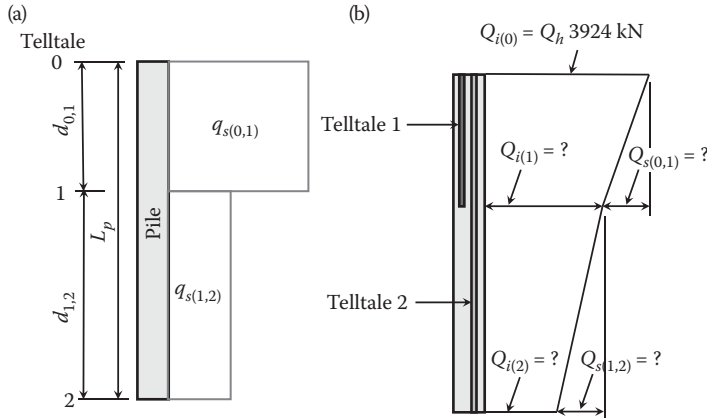 (a)
Telltale
0
d0,1
qs(0,1)
1
Lp
Pile
d1,2
qs(1,2)
2
(b)
Qi(0) = Qh 3924 kN
Telltale 1
Qi(1) = ?
Qs(0,1) = ?
Telltale 2
Qi(2) = ?
Qs(1,2) = ?